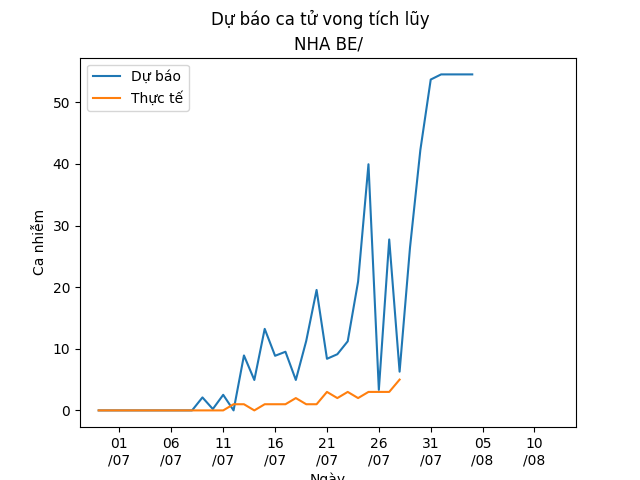 Dự báo ca tử vong tích lũy
NHA BE/
Dự báo
Thực tế
Ca nhiễm
50
40
30
20
10
0
01 06 11 16 21 26 31 05 10
/07 /07 /07 /07 /07 /07 /07 /08 /08
Ngày